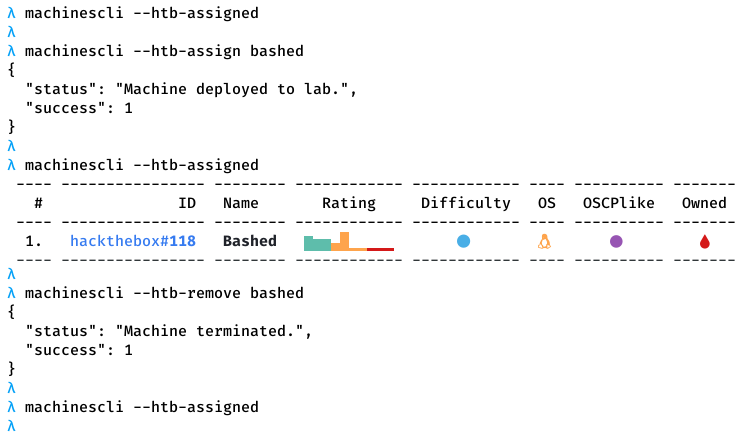 λ machinescli --htb-assigned
λ
λ machinescli --htb-assign bashed
{
  "status": "Machine deployed to lab.",
  "success": 1
}
λ
λ machinescli --htb-assigned
---- ---------------- -------- ------------ ----------- ---- --------- -------
# ID Name Rating Difficulty OS OSCPlike Owned
---- ---------------- -------- ------------ ----------- ---- --------- -------
1. hackthebox#118 Bashed
---- ---------------- -------- ------------ ----------- ---- --------- -------
λ
λ machinescli --htb-remove bashed
{
  "status": "Machine terminated.",
  "success": 1
}
λ
λ machinescli --htb-assigned
λ